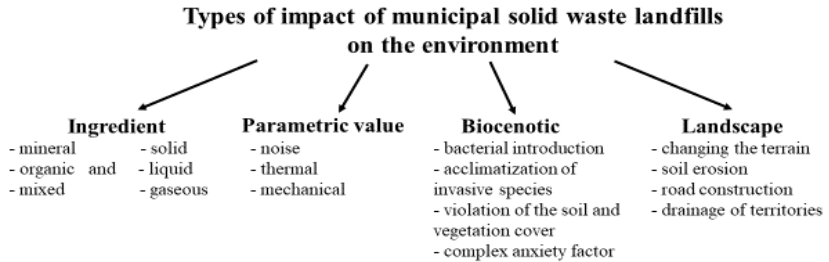 Types of impact of municipal solid waste landfills
on the environment
Ingredient
- mineral
- organic and
- mixed
- solid
- liquid
- gaseous
Parametric value
- noise
- thermal
- mechanical
Biocenotic
- bacterial introduction
- acclimatization of
invasive species
- violation of the soil and
vegetation cover
- complex anxiety factor
Landscape
- changing the terrain
- soil erosion
- road construction
- drainage of territories